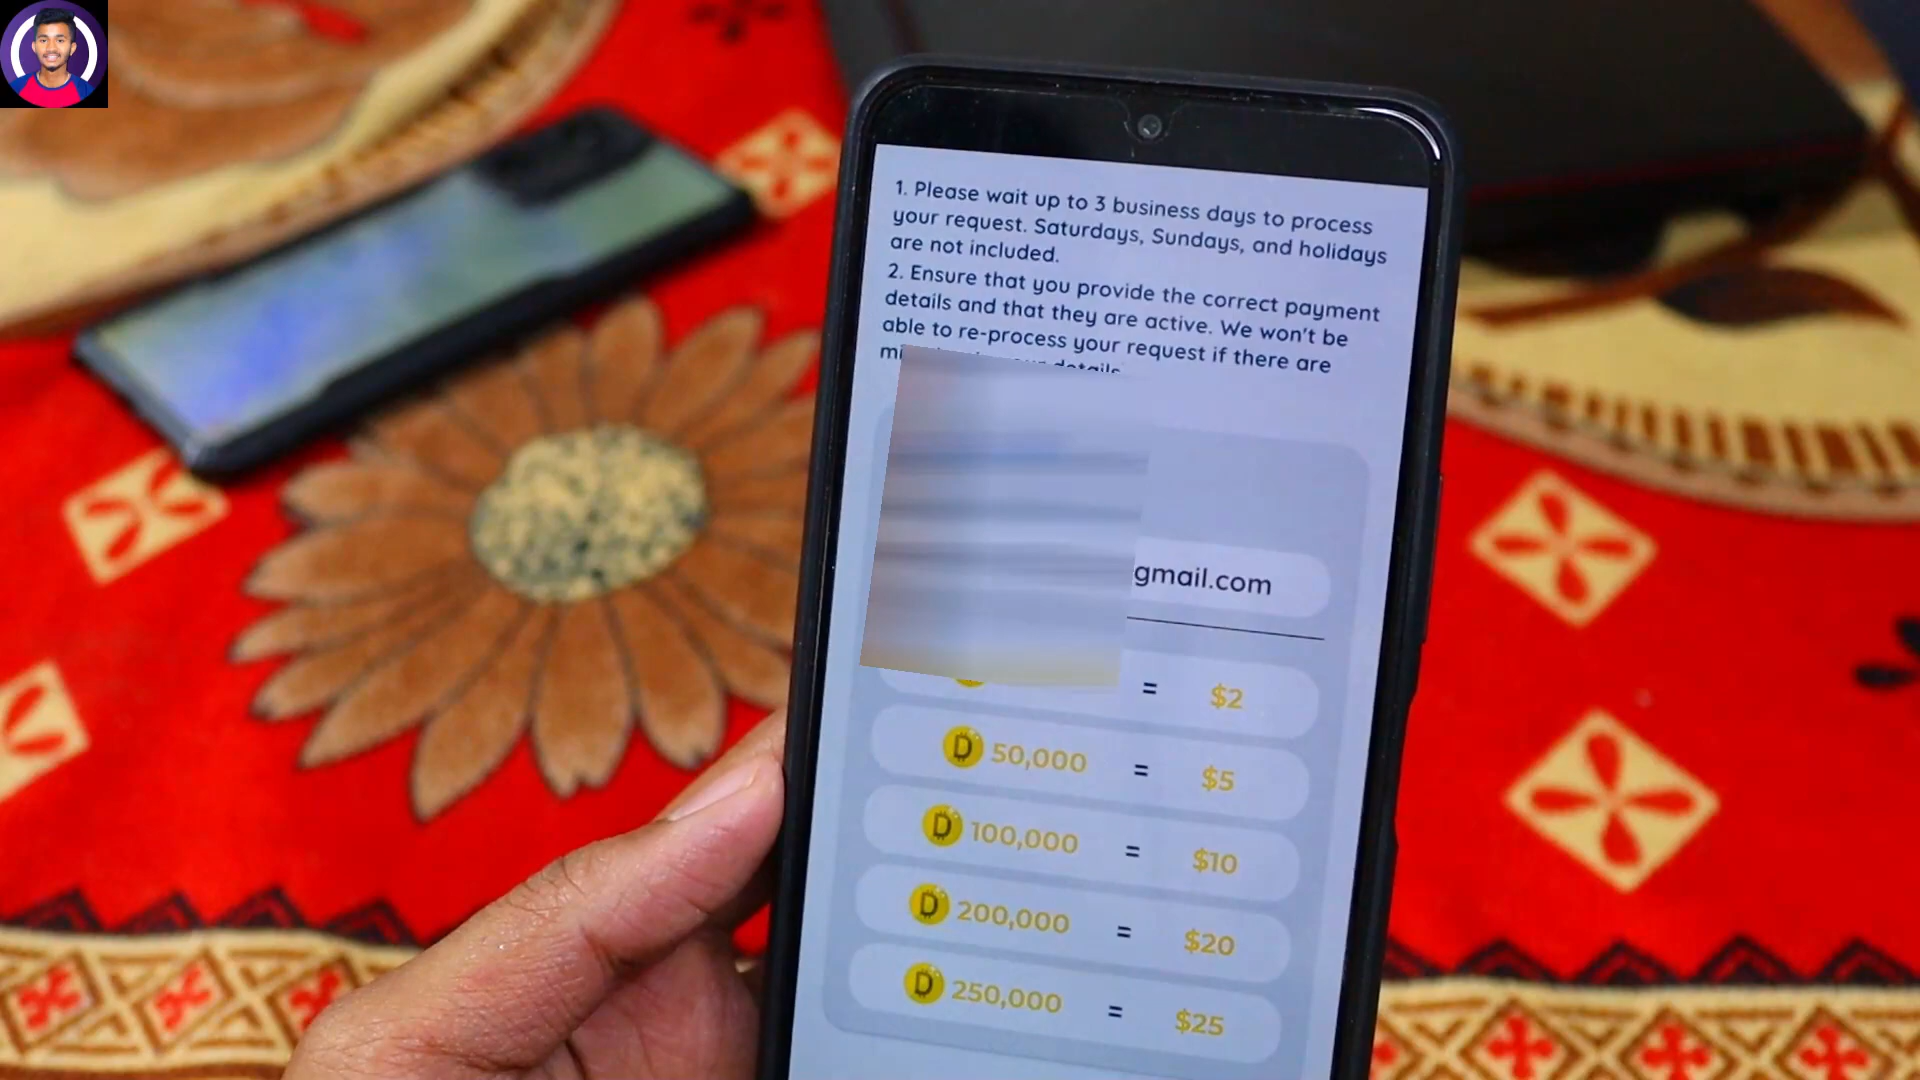 1. Please wait up to 3 business days to process
your request. Saturdays, Sundays, and holidays
are not included.
2. Ensure that you provide the correct payment
details and that they are active. We won't be
able to re-process your request if there are
details
gmail.com
= $2
D 50,000 = $5
D 100,000 = $10
D 200,000 = $20
D 250,000 = $25